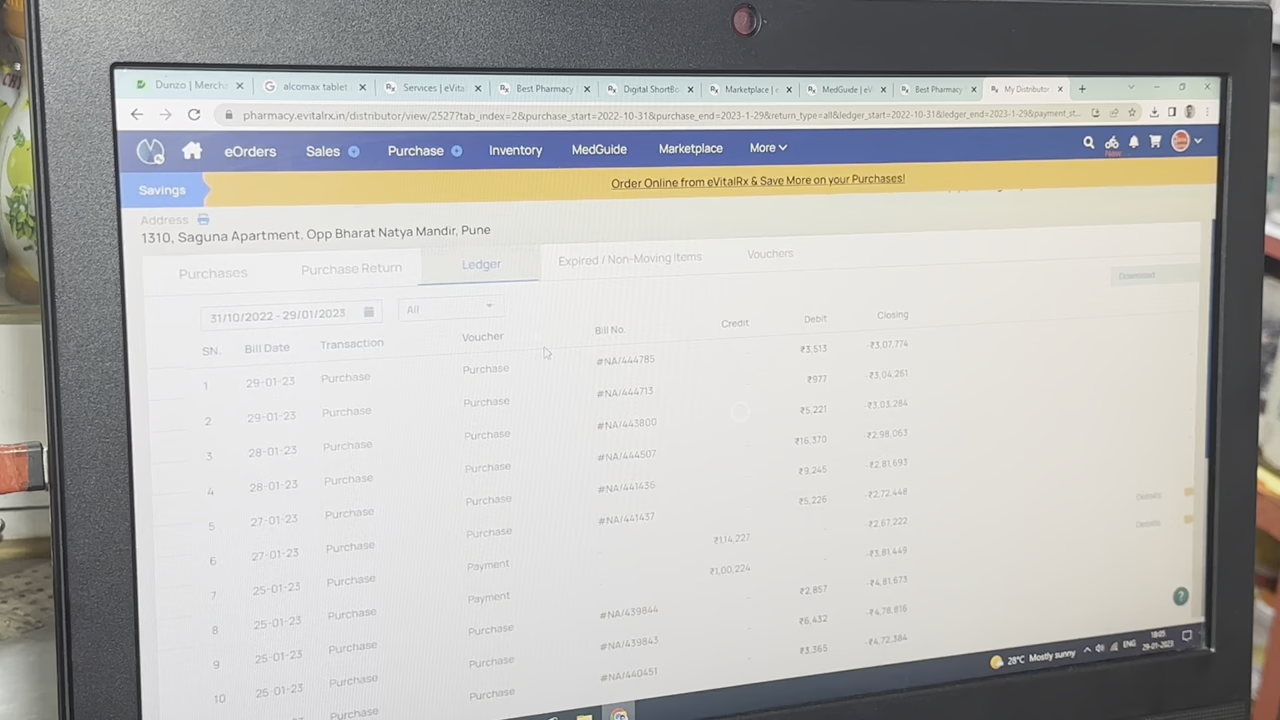 Dunzo | Merch
alcomax tablet
Services | eVital
Best Pharmacy
Digital ShortBo
Marketplace | e
MedGuide | eVi
Best Pharmacy
My Distributor
pharmacy.evitalrx.in/distributor/view/2527?tab_index=2&purchase_start=2022-10-31&purchase_end=2023-1-29&return_type=all&ledger_start=2022-10-31&ledger_end=2023-1-29&payment_st...
eOrders Sales Purchase Inventory MedGuide Marketplace More New
Savings Order Online from eVitalRx & Save More on your Purchases!
Address
1310, Saguna Apartment. Opp Bharat Natya Mandir, Pune
Purchases Purchase Return Ledger Expired / Non-Moving Items Vouchers
Download
31/10/2022 - 29/01/2023 All
SN. Bill Date Transaction Voucher Bill No. Credit Debit Closing
1 29-01-23 Purchase Purchase #NA/444785 - ₹3,513 -₹3,07,774
2 29-01-23 Purchase Purchase #NA/444713 - ₹977 -₹3,04,261
3 28-01-23 Purchase Purchase #NA/443800 - ₹5,221 -₹3,03,284
4 28-01-23 Purchase Purchase #NA/444507 - ₹16,370 -₹2,98,063
5 27-01-23 Purchase Purchase #NA/441436 - ₹9,245 -₹2,81,693
6 27-01-23 Purchase Purchase #NA/441437 - ₹5,226 -₹2,72,448
7 25-01-23 Purchase Payment - ₹1,14,227 - -₹2,67,222 Details
8 25-01-23 Purchase Payment - ₹1,00,224 - -₹3,81,449 Details
9 25-01-23 Purchase Purchase #NA/439844 - ₹2,857 -₹4,81,673
10 25-01-23 Purchase Purchase #NA/439843 - ₹6,432 -₹4,78,816
Purchase Purchase #NA/440451 - ₹3,365 -₹4,72,384
?
28°C Mostly sunny ENG 18:05
29-01-2023